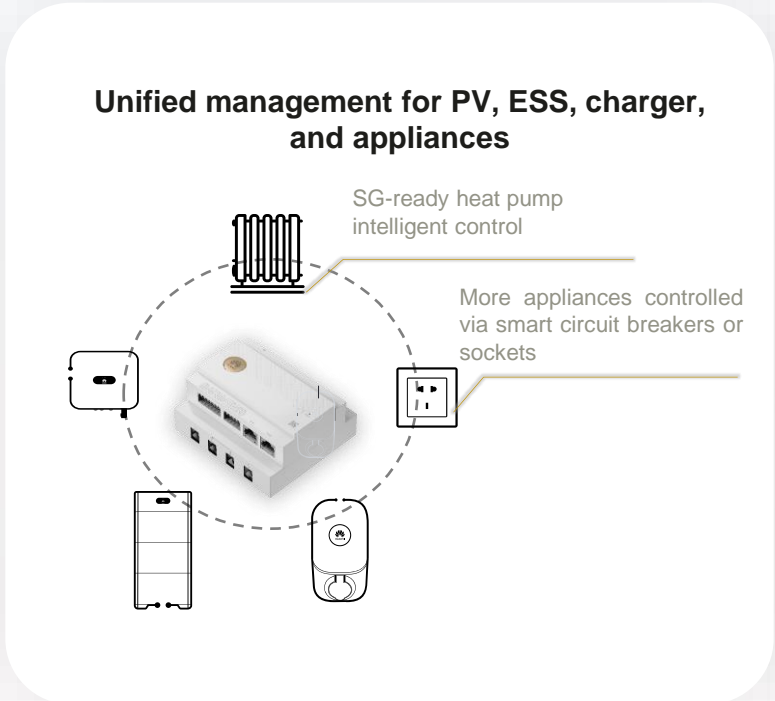 Unified management for PV, ESS, charger,
and appliances
SG-ready heat pump
intelligent control
More appliances controlled
via smart circuit breakers or
sockets